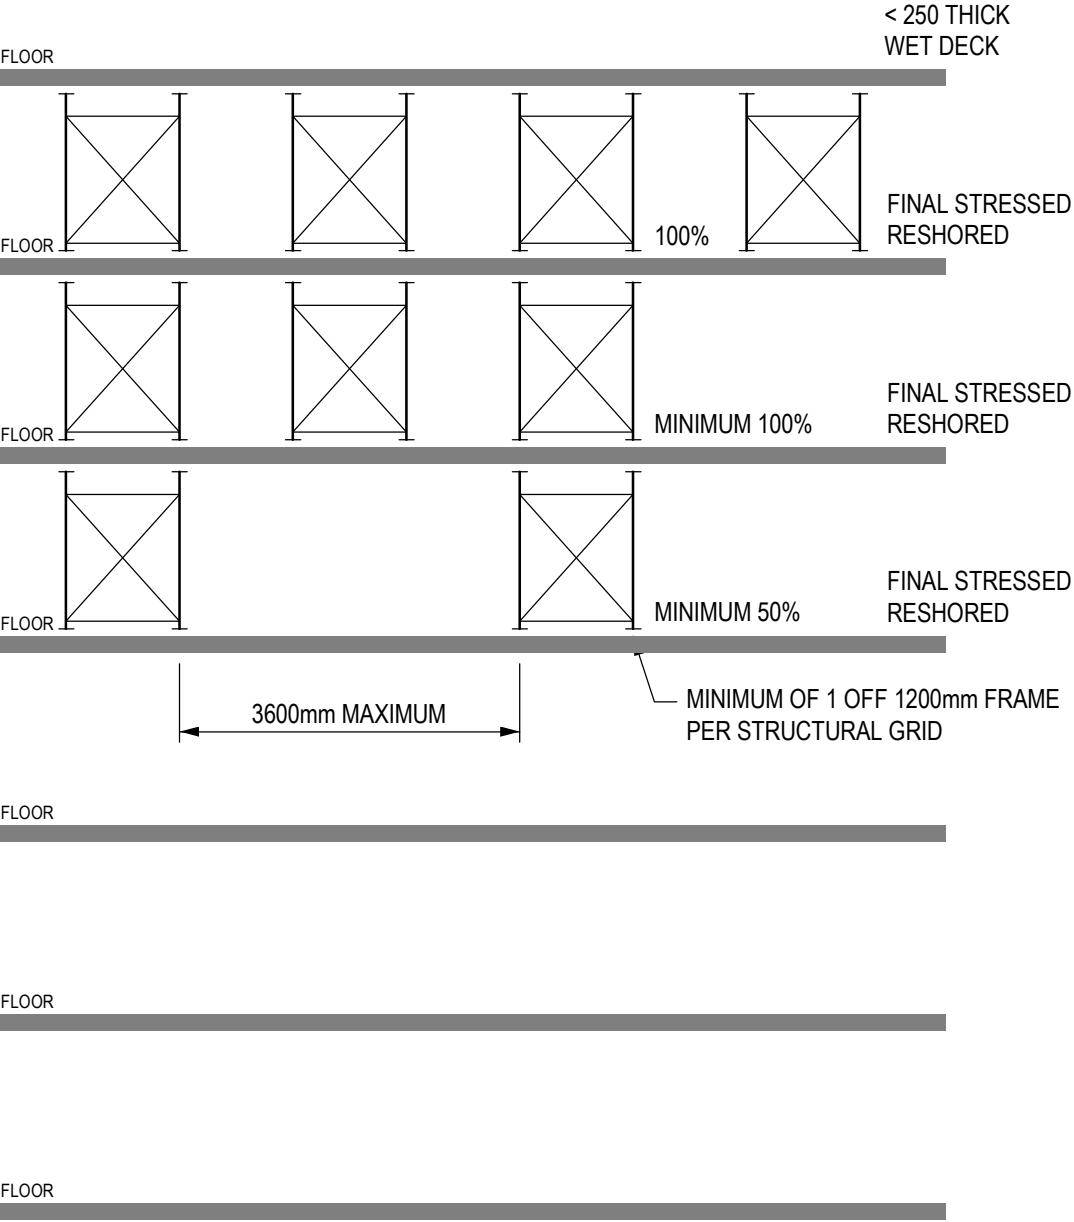 < 250 THICK
WET DECK
FLOOR
FINAL STRESSED
RESHORED
100%
FLOOR
FINAL STRESSED
RESHORED
MINIMUM 100%
FLOOR
FINAL STRESSED
RESHORED
MINIMUM 50%
FLOOR
3600mm MAXIMUM
MINIMUM OF 1 OFF 1200mm FRAME
PER STRUCTURAL GRID
FLOOR
FLOOR
FLOOR